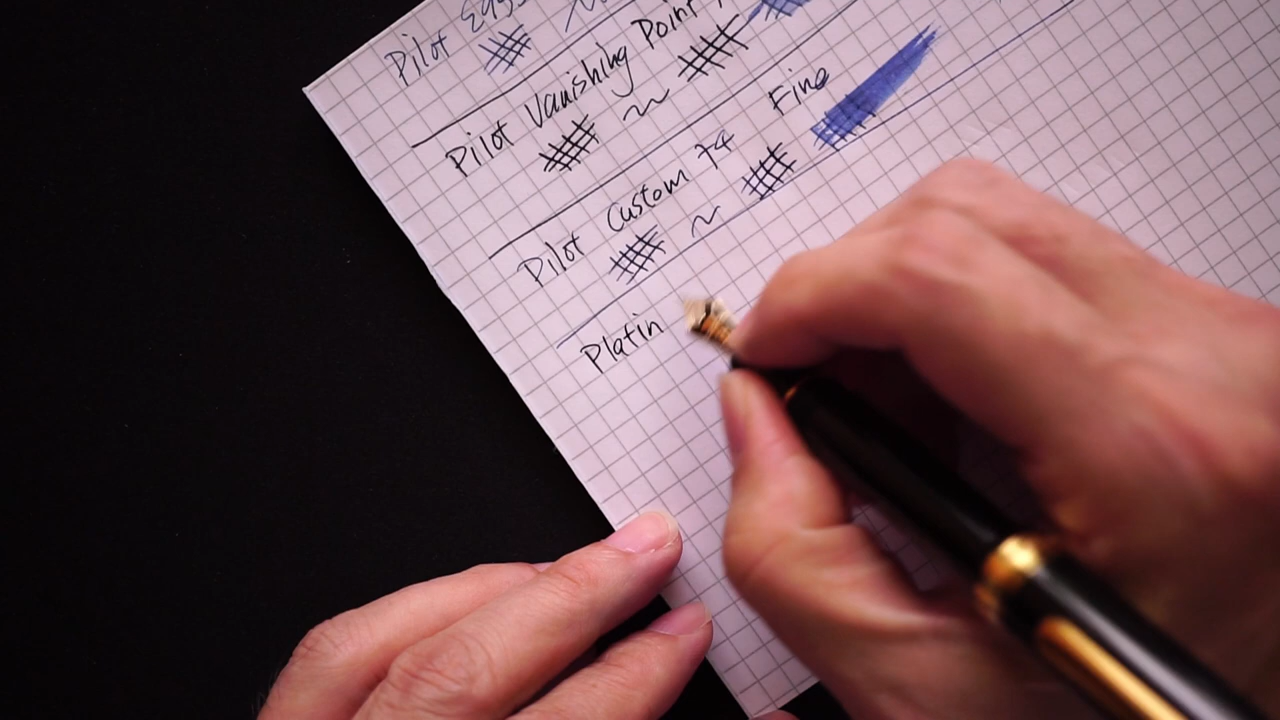 Pilot
Pilot Vanishing Point
Pilot Custom 74 Fine
Platin